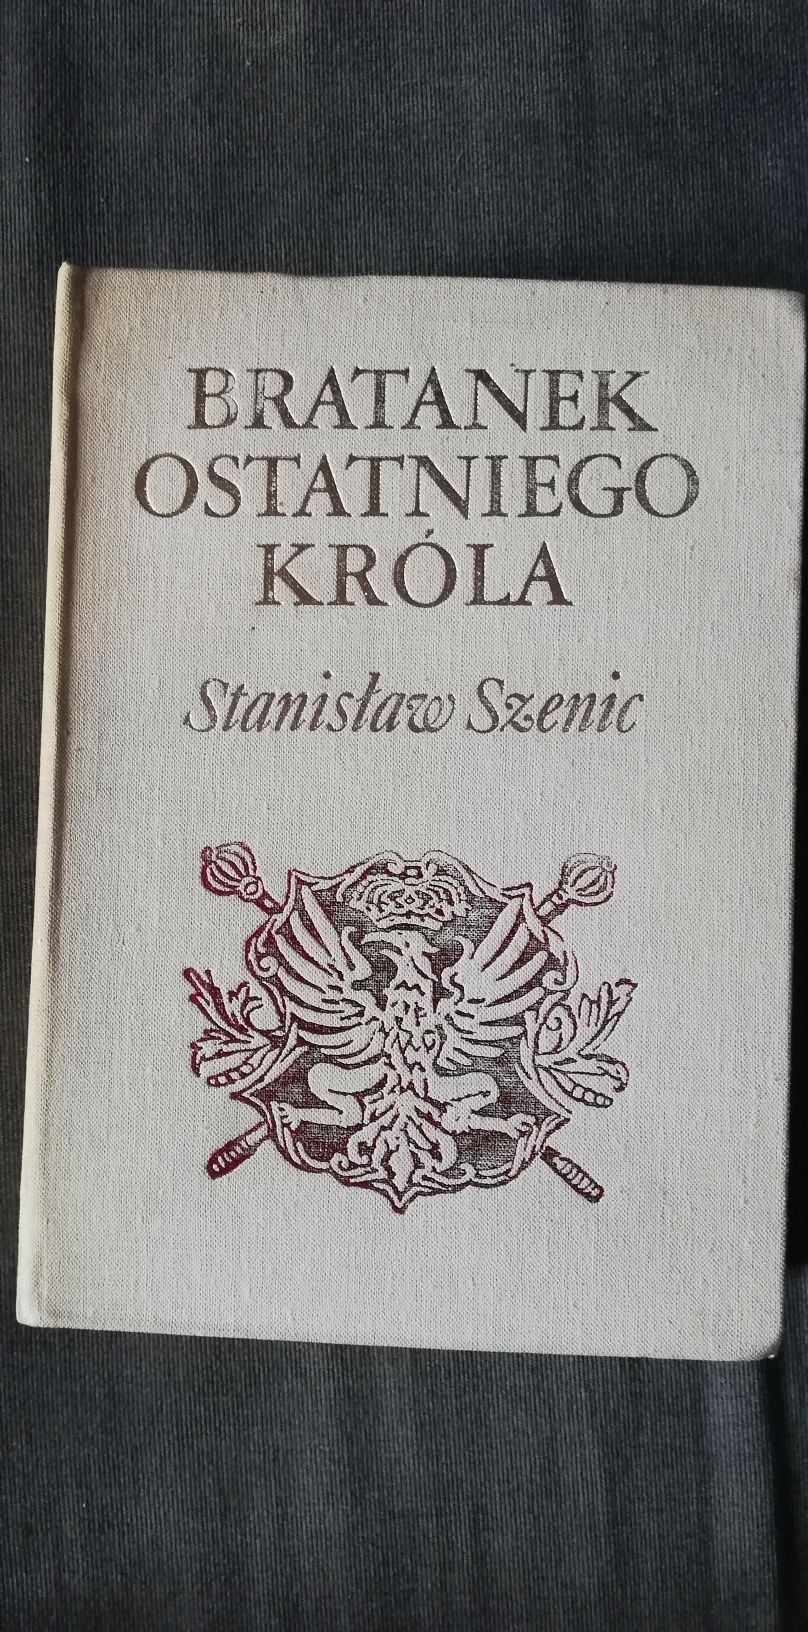 BRATANEK
OSTATNIEGO
KRÓLA
Stanisław Szenic